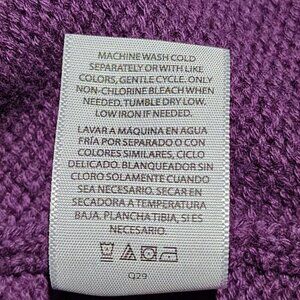 MACHINE WASH COLD
SEPARATELY OR WITH LIKE
COLORS, GENTLE CYCLE. ONLY
NON-CHLORINE BLEACH WHEN
NEEDED. TUMBLE DRY LOW.
LOW IRON IF NEEDED.
LAVAR A MÁQUINA EN AGUA
FRÍA POR SEPARADO O CON
COLORES SIMILARES, CICLO
DELICADO. BLANQUEADOR SIN
CLORO SOLAMENTE CUANDO
SEA NECESARIO. SECAR EN
SECADORA A TEMPERATURA
BAJA. PLANCHA TIBIA, SI ES
NECESARIO.
Q29